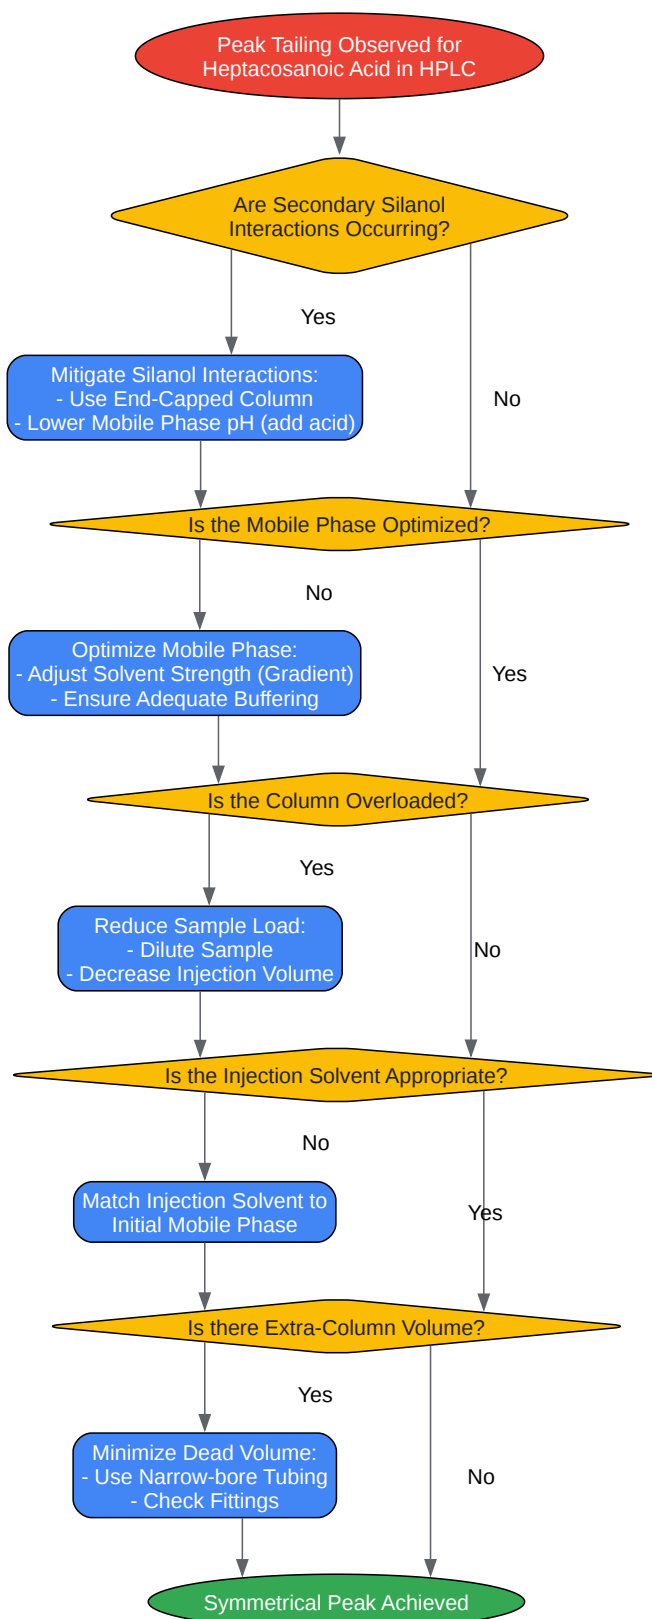 Peak Tailing Observed for
Heptacosanoic Acid in HPLC
Are Secondary Silanol
Interactions Occurring?
Yes
Mitigate Silanol Interactions:
- Use End-Capped Column
- Lower Mobile Phase pH (add acid)
No
Is the Mobile Phase Optimized?
No
Optimize Mobile Phase:
- Adjust Solvent Strength (Gradient)
- Ensure Adequate Buffering
Yes
Is the Column Overloaded?
Yes
Reduce Sample Load:
- Dilute Sample
- Decrease Injection Volume
No
Is the Injection Solvent Appropriate?
No
Match Injection Solvent to
Initial Mobile Phase
Yes
Is there Extra-Column Volume?
Yes
Minimize Dead Volume:
- Use Narrow-bore Tubing
- Check Fittings
No
Symmetrical Peak Achieved